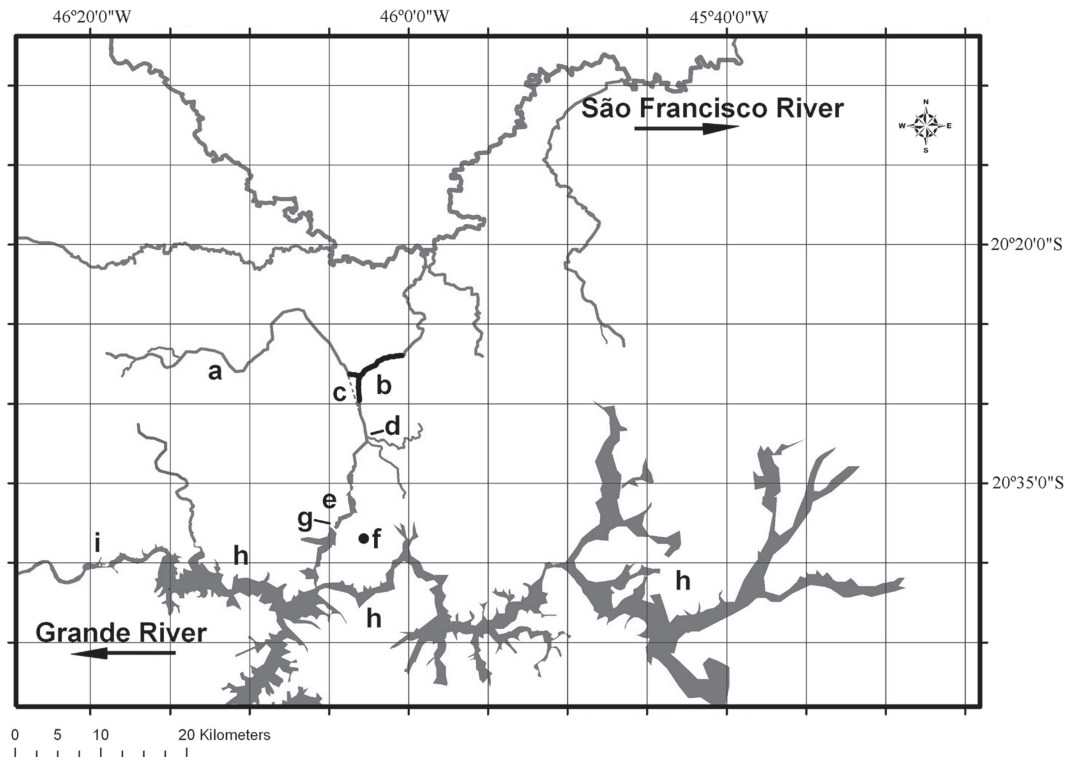 46º20'0"W 46º0'0"W 45º40'0"W
São Francisco River
N
W E
S
20º20'0"S
a
b
c
d
20º35'0"S
e
g
f
i
h
h
h
Grande River
0 5 10 20 Kilometers